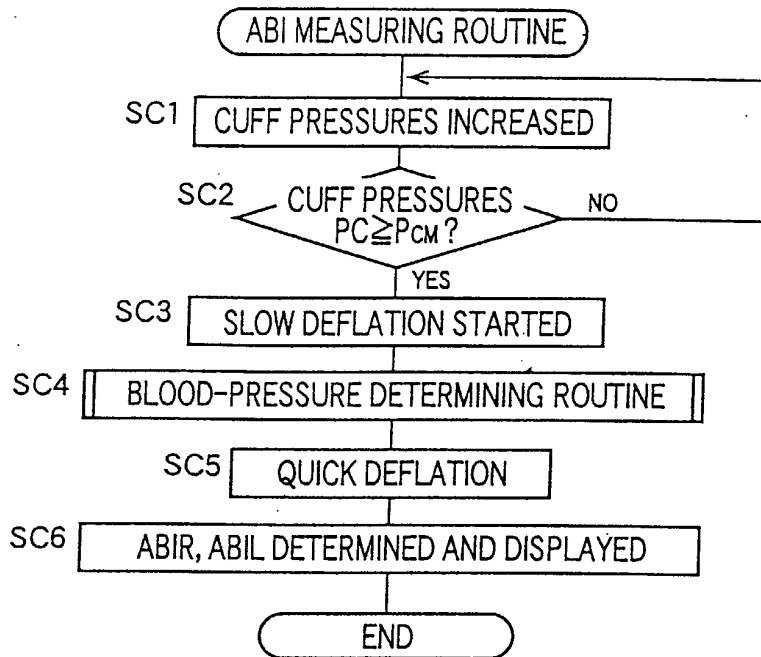 ABI MEASURING ROUTINE
SC1
CUFF PRESSURES INCREASED
SC2
CUFF PRESSURES
PC≧PCM?
NO
YES
SC3
SLOW DEFLATION STARTED
SC4
BLOOD-PRESSURE DETERMINING ROUTINE
SC5
QUICK DEFLATION
SC6
ABIR, ABIL DETERMINED AND DISPLAYED
END